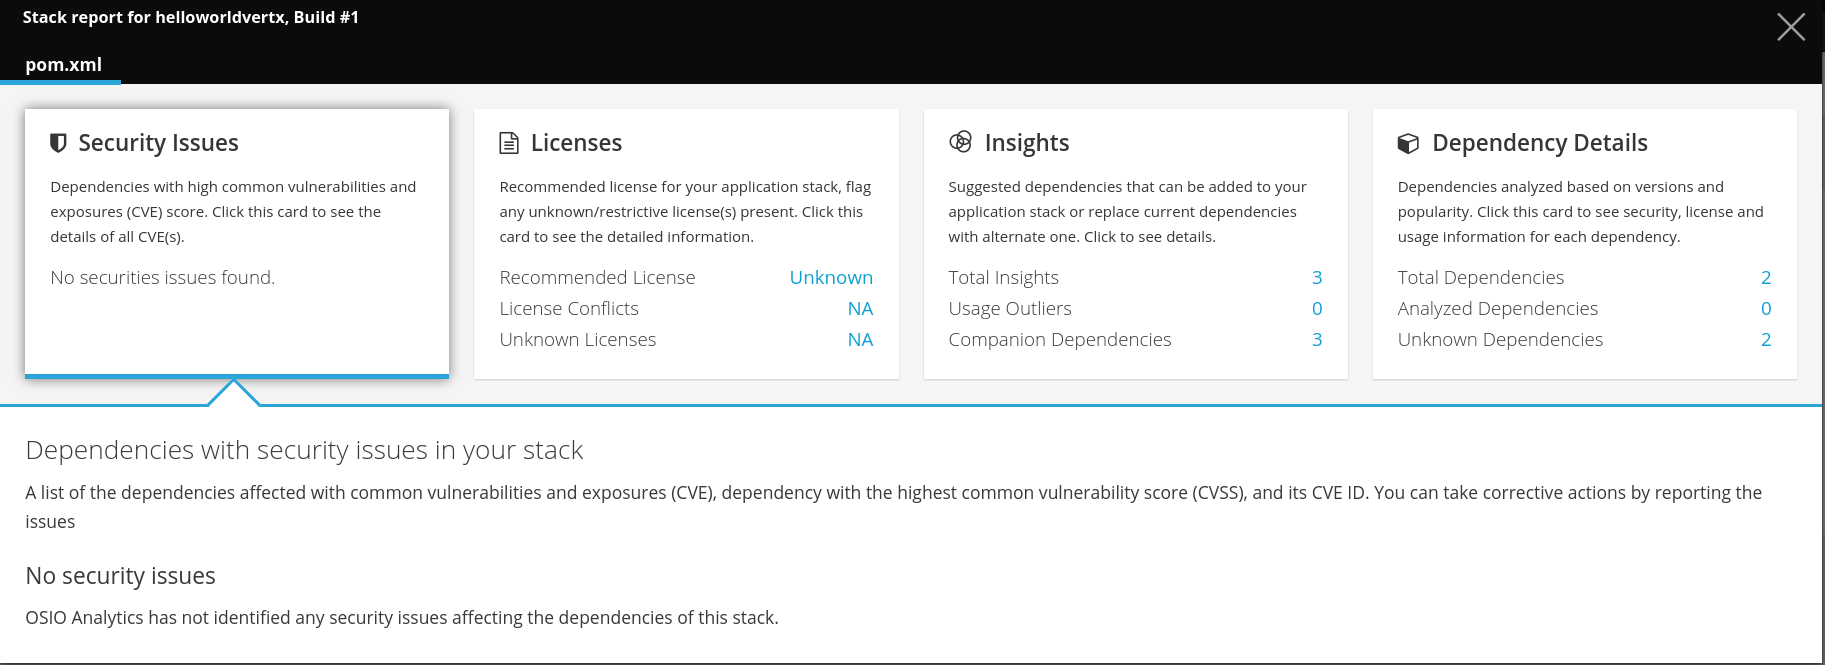 Stack report for helloworldvertx, Build #1
pom.xml
Security Issues
Dependencies with high common vulnerabilities and
exposures (CVE) score. Click this card to see the
details of all CVE(s).
No securities issues found.
Licenses
Recommended license for your application stack, flag
any unknown/restrictive license(s) present. Click this
card to see the detailed information.
Recommended License Unknown
License Conflicts NA
Unknown Licenses NA
Insights
Suggested dependencies that can be added to your
application stack or replace current dependencies
with alternate one. Click to see details.
Total Insights 3
Usage Outliers 0
Companion Dependencies 3
Dependency Details
Dependencies analyzed based on versions and
popularity. Click this card to see security, license and
usage information for each dependency.
Total Dependencies 2
Analyzed Dependencies 0
Unknown Dependencies 2
Dependencies with security issues in your stack
A list of the dependencies affected with common vulnerabilities and exposures (CVE), dependency with the highest common vulnerability score (CVSS), and its CVE ID. You can take corrective actions by reporting the
issues
No security issues
OSIO Analytics has not identified any security issues affecting the dependencies of this stack.